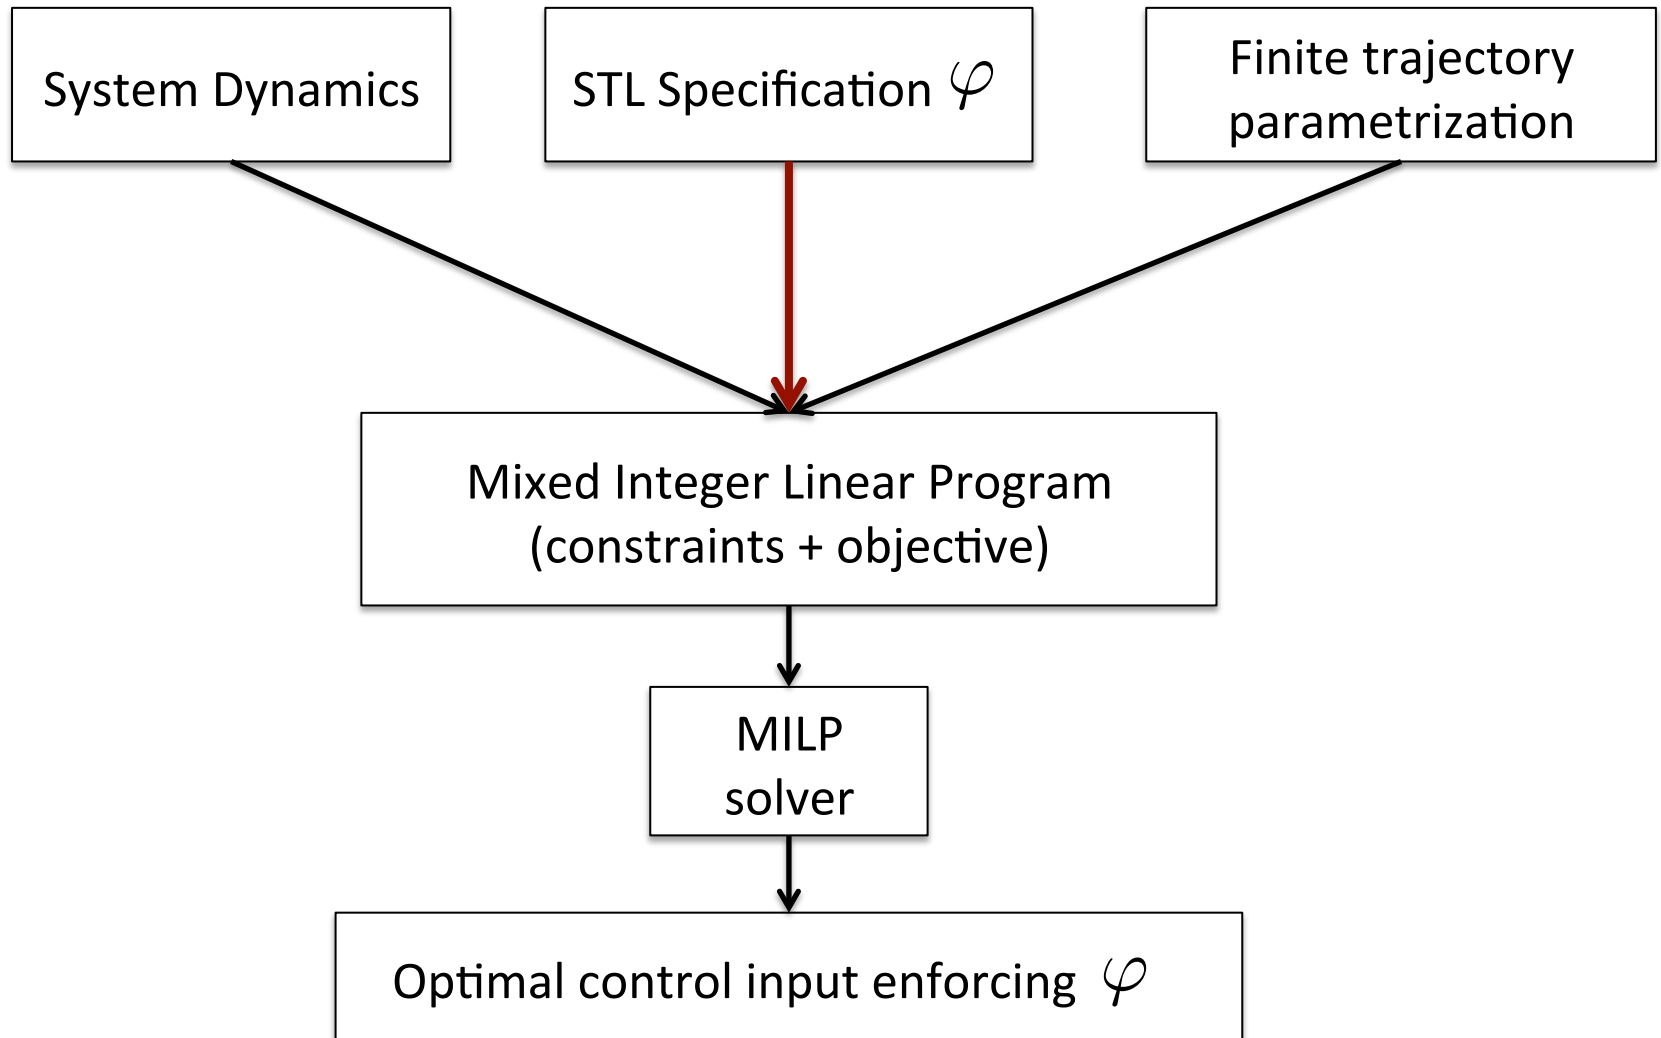 System Dynamics
STL Specification φ
Finite trajectory
parametrization
Mixed Integer Linear Program
(constraints + objective)
MILP
solver
Optimal control input enforcing φ